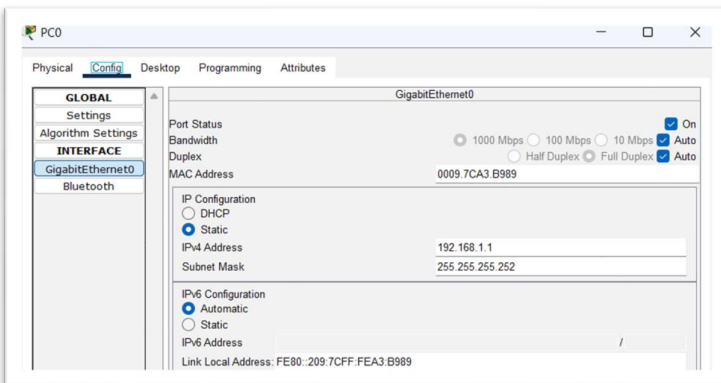 PC0
Physical Config Desktop Programming Attributes
GLOBAL
Settings
Algorithm Settings
INTERFACE
GigabitEthernet0
Bluetooth
GigabitEthernet0
Port Status On
Bandwidth 1000 Mbps 100 Mbps 10 Mbps Auto
Duplex Half Duplex Full Duplex Auto
MAC Address 0009.7CA3.B989
IP Configuration
DHCP
Static
IPv4 Address 192.168.1.1
Subnet Mask 255.255.255.252
IPv6 Configuration
Automatic
Static
IPv6 Address /
Link Local Address: FE80::209:7CFF:FEA3:B989